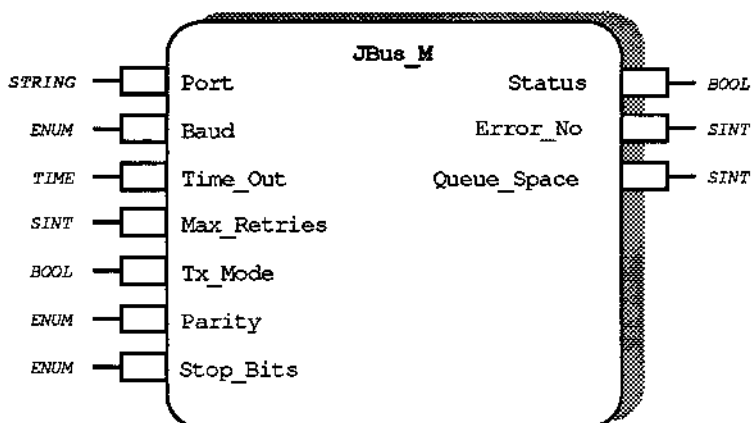 JBus_M
STRING Port Status BOOL
ENUM Baud Error_No SINT
TIME Time_Out Queue_Space SINT
SINT Max_Retries
BOOL Tx_Mode
ENUM Parity
ENUM Stop_Bits